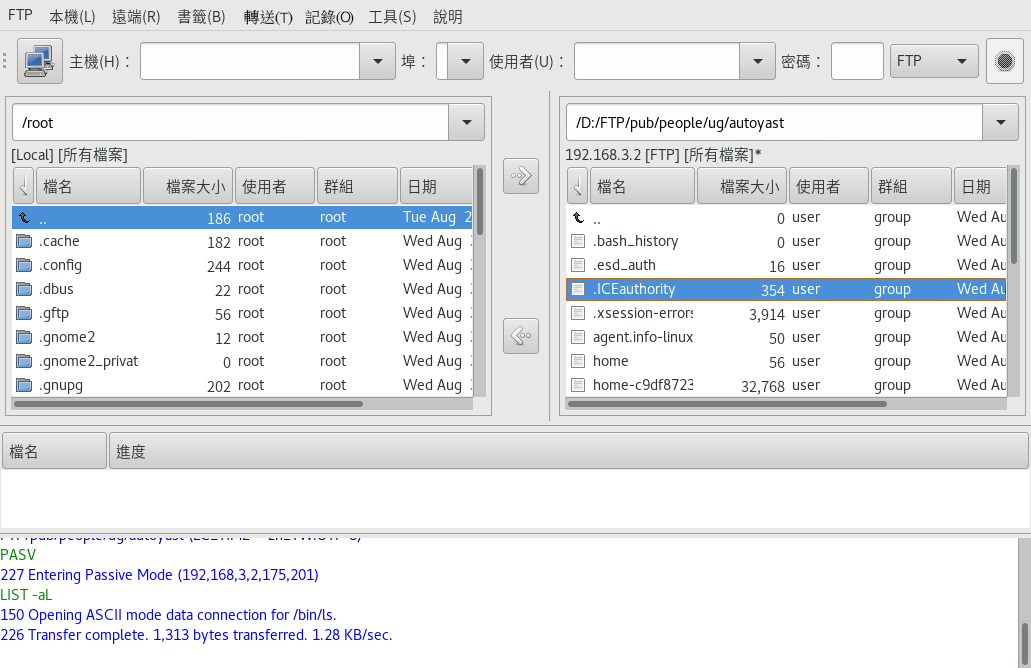 FTP 本機(L) 遠端(R) 書籤(B) 轉送(T) 記錄(O) 工具(S) 說明
主機(H)： 埠： 使用者(U)： 密碼： FTP
/root
[Local] [所有檔案]
檔名 檔案大小 使用者 群組 日期
.. 186 root root Tue Aug 2
.cache 182 root root Wed Aug
.config 244 root root Wed Aug
.dbus 22 root root Wed Aug
.gftp 56 root root Wed Aug
.gnome2 12 root root Wed Aug
.gnome2_privat 0 root root Wed Aug
.gnupg 202 root root Wed Aug
/D:/FTP/pub/people/ug/autoyast
192.168.3.2 [FTP] [所有檔案]*
檔名 檔案大小 使用者 群組 日期
.. 0 user group Wed Au
.bash_history 0 user group Wed Au
.esd_auth 16 user group Wed Au
.ICEauthority 354 user group Wed Au
.xsession-errors 3,914 user group Wed Au
agent.info-linux 50 user group Wed Au
home 56 user group Wed Au
home-c9df8723 32,768 user group Wed Au
檔名 進度
PASV
227 Entering Passive Mode (192,168,3,2,175,201)
LIST -aL
150 Opening ASCII mode data connection for /bin/ls.
226 Transfer complete. 1,313 bytes transferred. 1.28 KB/sec.